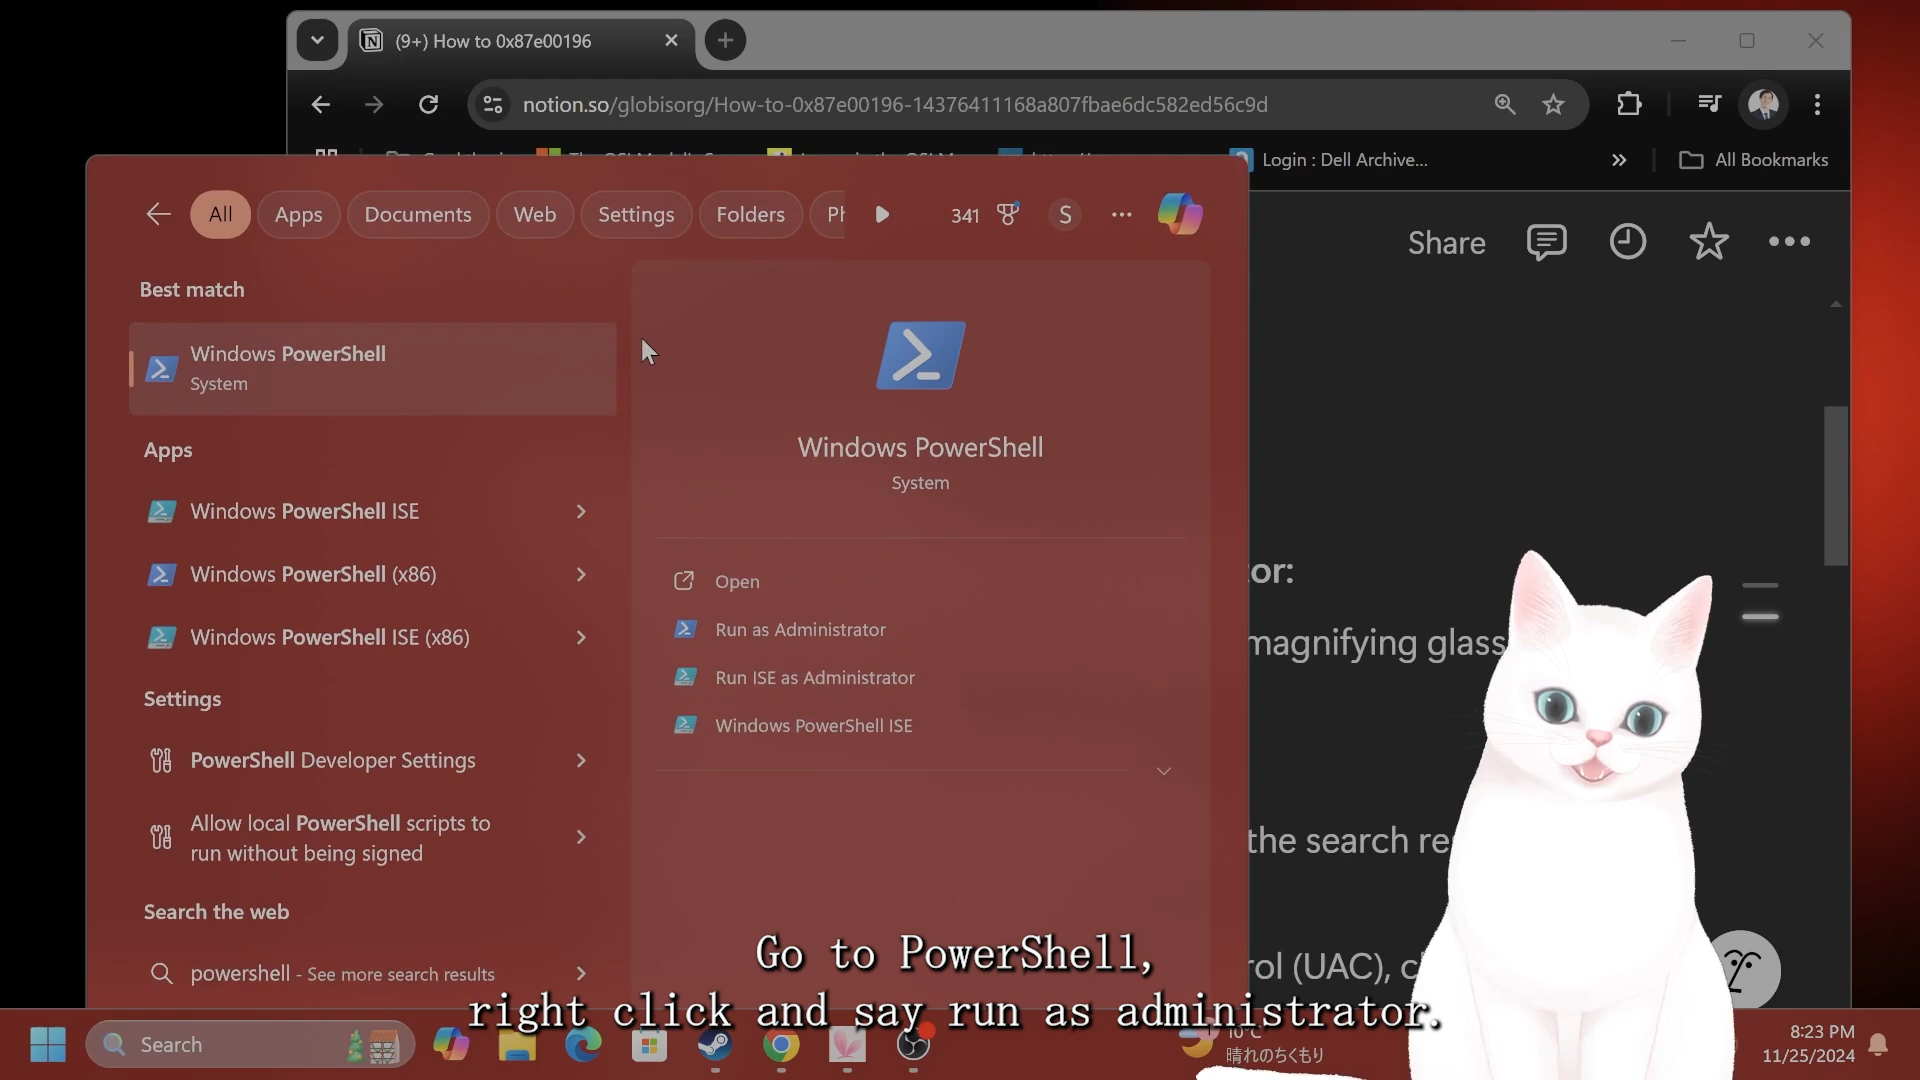 (9+) How to 0x87e00196
notion.so/globisorg/How-to-0x87e00196-14376411168a807fbae6dc582ed56c9d
Login : Dell Archive...
All Bookmarks
All
Apps
Documents
Web
Settings
Folders
341
S
Share
Best match
Windows PowerShell
System
Apps
Windows PowerShell ISE
Windows PowerShell (x86)
Windows PowerShell ISE (x86)
Settings
PowerShell Developer Settings
Allow local PowerShell scripts to
run without being signed
Search the web
powershell - See more search results
Windows PowerShell
System
Open
Run as Administrator
Run ISE as Administrator
Windows PowerShell ISE
or:
magnifying glass
the search re
rol (UAC), c
Go to PowerShell,
right click and say run as administrator.
Search
10°C
晴れのちくもり
8:23 PM
11/25/2024